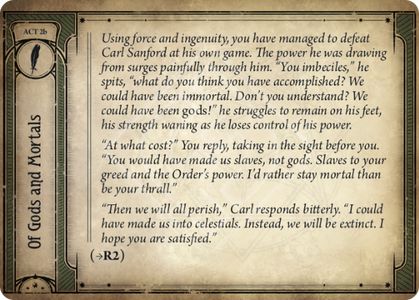 ACT 2b
Of Gods and Mortals
Using force and ingenuity, you have managed to defeat
Carl Sanford at his own game. The power he was drawing
from surges painfully through him. “You imbeciles,” he
spits, “what do you think you have accomplished? We
could have been immortal. Don’t you understand? We
could have been gods!” he struggles to remain on his feet,
his strength waning as he loses control of his power.
“At what cost?” You reply, taking in the sight before you.
“You would have made us slaves, not gods. Slaves to your
greed and the Order’s power. I’d rather stay mortal than
be your thrall.”
“Then we will all perish,” Carl responds bitterly. “I could
have made us into celestials. Instead, we will be extinct. I
hope you are satisfied.”
(→R2)